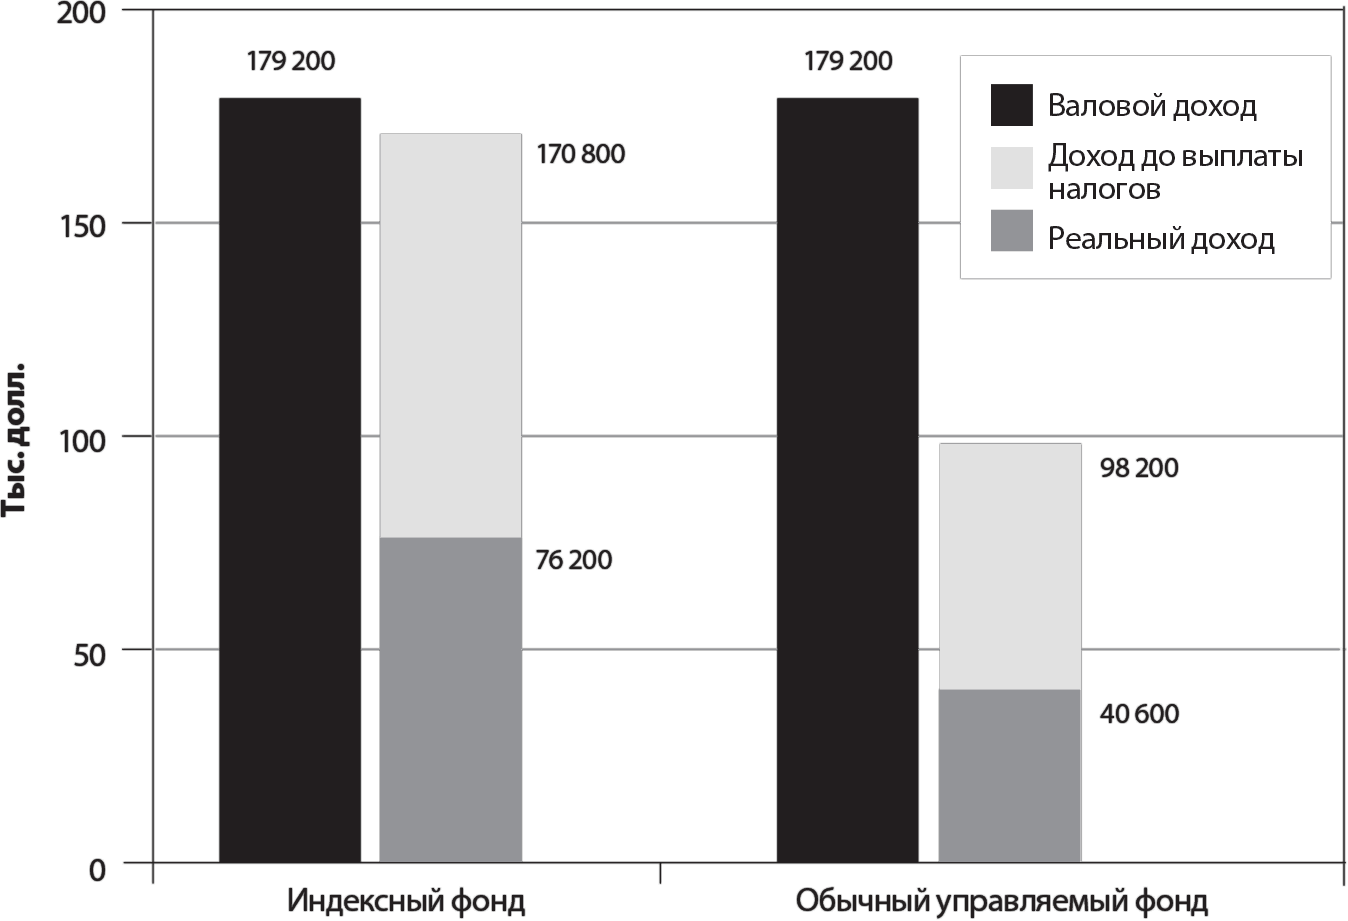 Тыс. долл.
200
150
100
50
0
179 200
170 800
76 200
179 200
98 200
40 600
Валовой доход
Доход до выплаты
налогов
Реальный доход
Индексный фонд
Обычный управляемый фонд